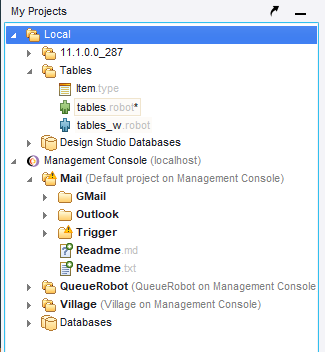 My Projects
Local
11.1.0.0_287
Tables
Item.type
tables.robot*
tables_w.robot
Design Studio Databases
Management Console (localhost)
Mail (Default project on Management Console)
GMail
Outlook
Trigger
Readme.md
Readme.txt
QueueRobot (QueueRobot on Management Console
Village (Village on Management Console)
Databases